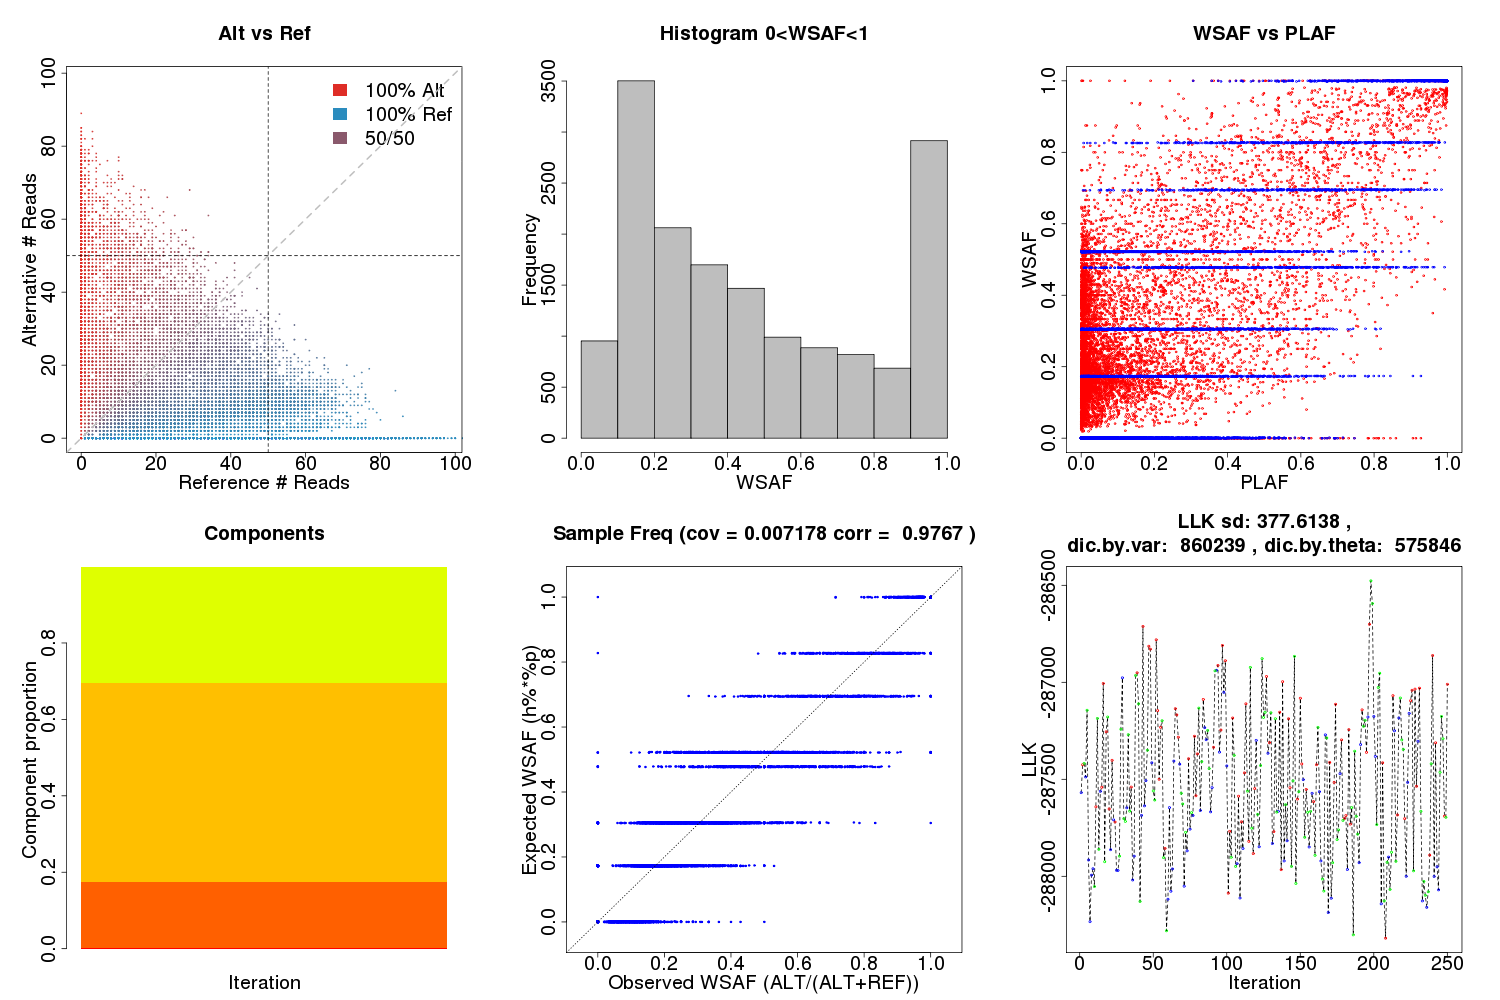 Alt vs Ref
100% Alt
100% Ref
50/50
Alternative # Reads
0 20 40 60 80 100
0 20 40 60 80 100
Reference # Reads
Histogram 0<WSAF<1
Frequency
0 500 1500 2500 3500
0.0 0.2 0.4 0.6 0.8 1.0
WSAF
WSAF vs PLAF
WSAF
0.0 0.2 0.4 0.6 0.8 1.0
0.0 0.2 0.4 0.6 0.8 1.0
PLAF
Components
Component proportion
0.0 0.2 0.4 0.6 0.8
Iteration
Sample Freq (cov = 0.007178 corr = 0.9767 )
Expected WSAF (h%*%p)
0.0 0.2 0.4 0.6 0.8 1.0
0.0 0.2 0.4 0.6 0.8 1.0
Observed WSAF (ALT/(ALT+REF))
LLK sd: 377.6138 ,
dic.by.var: 860239 , dic.by.theta: 575846
LLK
-288000 -287500 -287000 -286500
0 50 100 150 200 250
Iteration